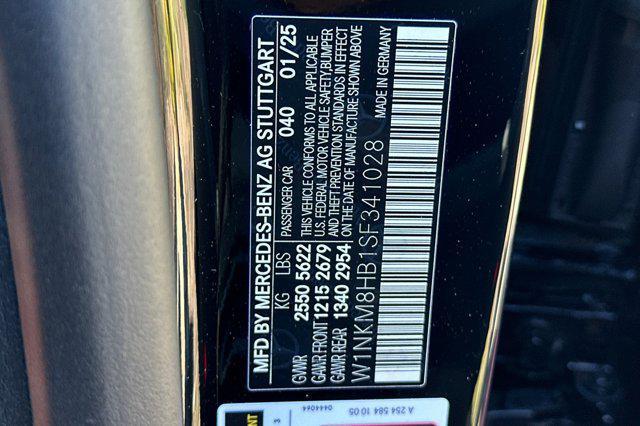 MFD BY MERCEDES-BENZ AG STUTTGART
KG LBS PASSENGER CAR 040 01/25
GVWR 2550 5622 THIS VEHICLE CONFORMS TO ALL APPLICABLE
GAWR FRONT 1215 2679 U.S. FEDERAL MOTOR VEHICLE SAFETY, BUMPER
GAWR REAR 1340 2954 AND THEFT PREVENTION STANDARDS IN EFFECT
ON THE DATE OF MANUFACTURE SHOWN ABOVE
W1NKM8HB1SF341028 MADE IN GERMANY
0444064
A 254 584 10 05